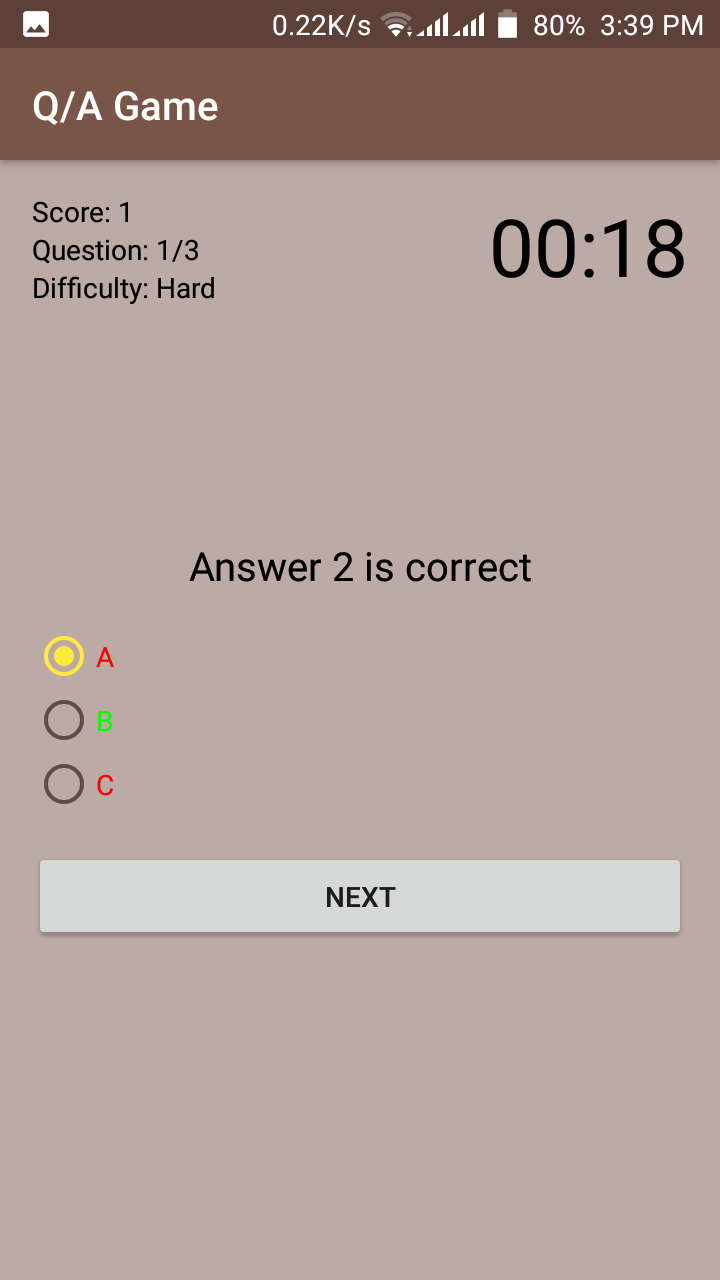 0.22K/s 80% 3:39 PM
Q/A Game
Score: 1
Question: 1/3
Difficulty: Hard
00:18
Answer 2 is correct
A
B
C
NEXT